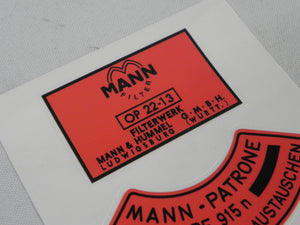 MANN
FILTER
OP 22-13
FILTERWERK
MANN & HUMMEL G·M·B·H
LUDWIGSBURG (WÜRTT.)
MANN-PATRONE
915 n
AUSTAUSCHEN